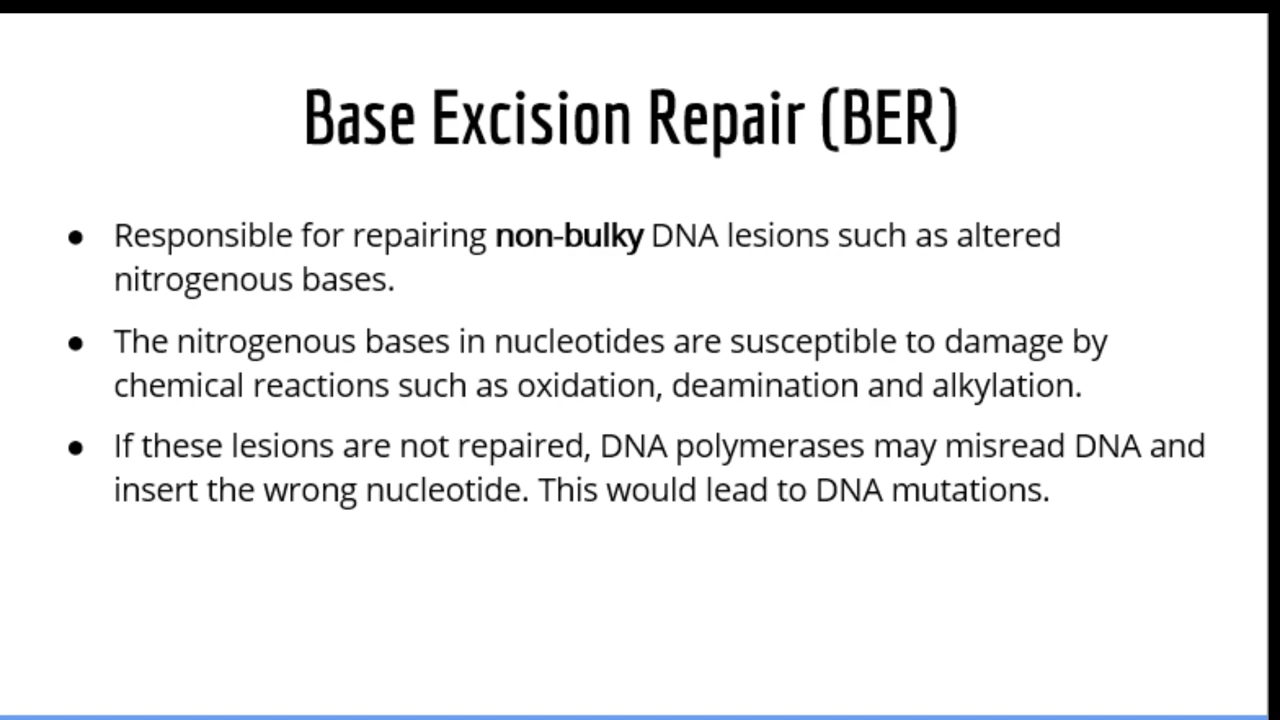 Base Excision Repair (BER)
● Responsible for repairing non-bulky DNA lesions such as altered
nitrogenous bases.
● The nitrogenous bases in nucleotides are susceptible to damage by
chemical reactions such as oxidation, deamination and alkylation.
● If these lesions are not repaired, DNA polymerases may misread DNA and
insert the wrong nucleotide. This would lead to DNA mutations.